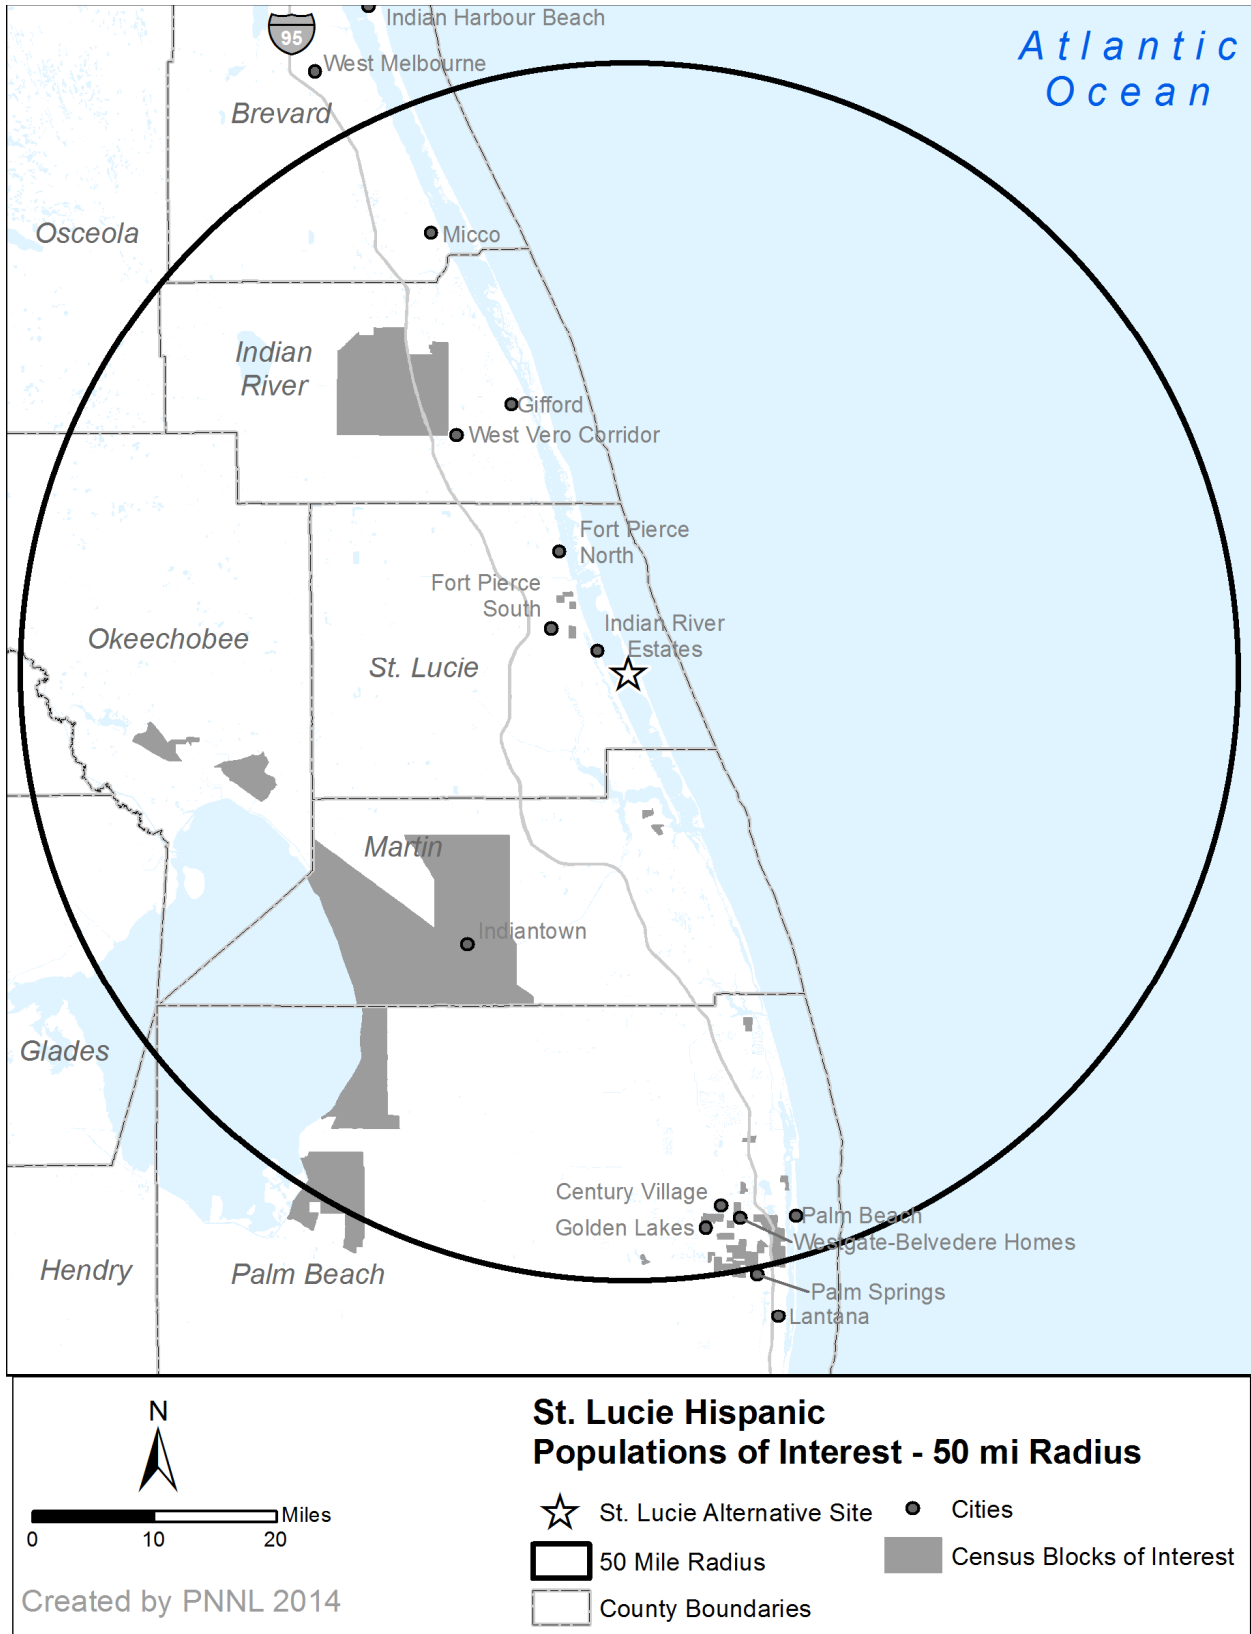 Indian Harbour Beach
95
West Melbourne
Atlantic
Ocean
Brevard
Osceola
Micco
Indian
River
Gifford
West Vero Corridor
Fort Pierce
North
Fort Pierce
South
Indian River
Estates
Okeechobee
St. Lucie
Martin
Indiantown
Glades
Century Village
Golden Lakes
Palm Beach
Westgate-Belvedere Homes
Hendry
Palm Beach
Palm Springs
Lantana
N
Miles
0 10 20
Created by PNNL 2014
St. Lucie Hispanic
Populations of Interest - 50 mi Radius
St. Lucie Alternative Site
Cities
50 Mile Radius
Census Blocks of Interest
County Boundaries